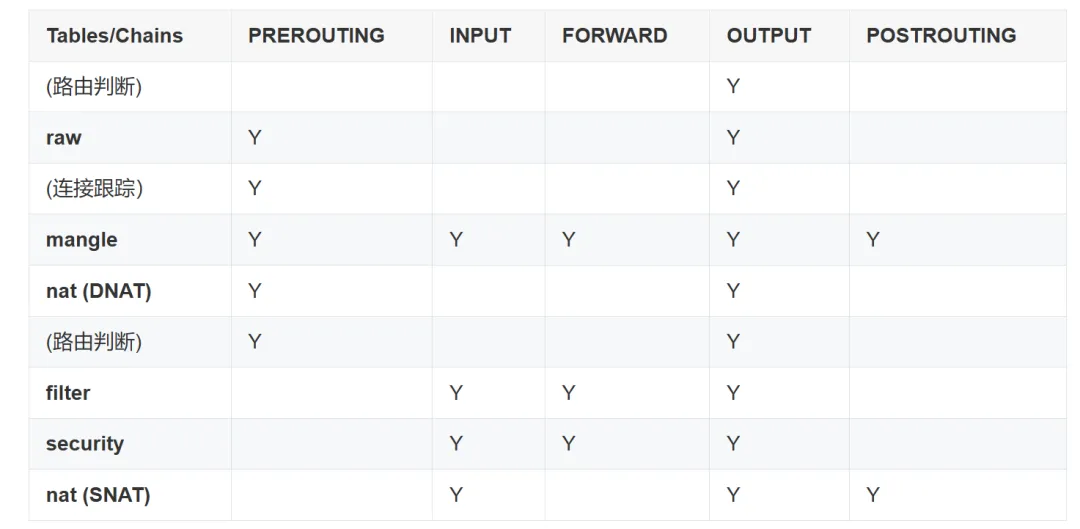 Tables/Chains PREROUTING INPUT FORWARD OUTPUT POSTROUTING
(路由判断) Y
raw Y Y
(连接跟踪） Y Y
mangle Y Y Y Y Y
nat (DNAT) Y Y
(路由判断) Y Y
filter Y Y Y
security Y Y Y
nat (SNAT) Y Y Y